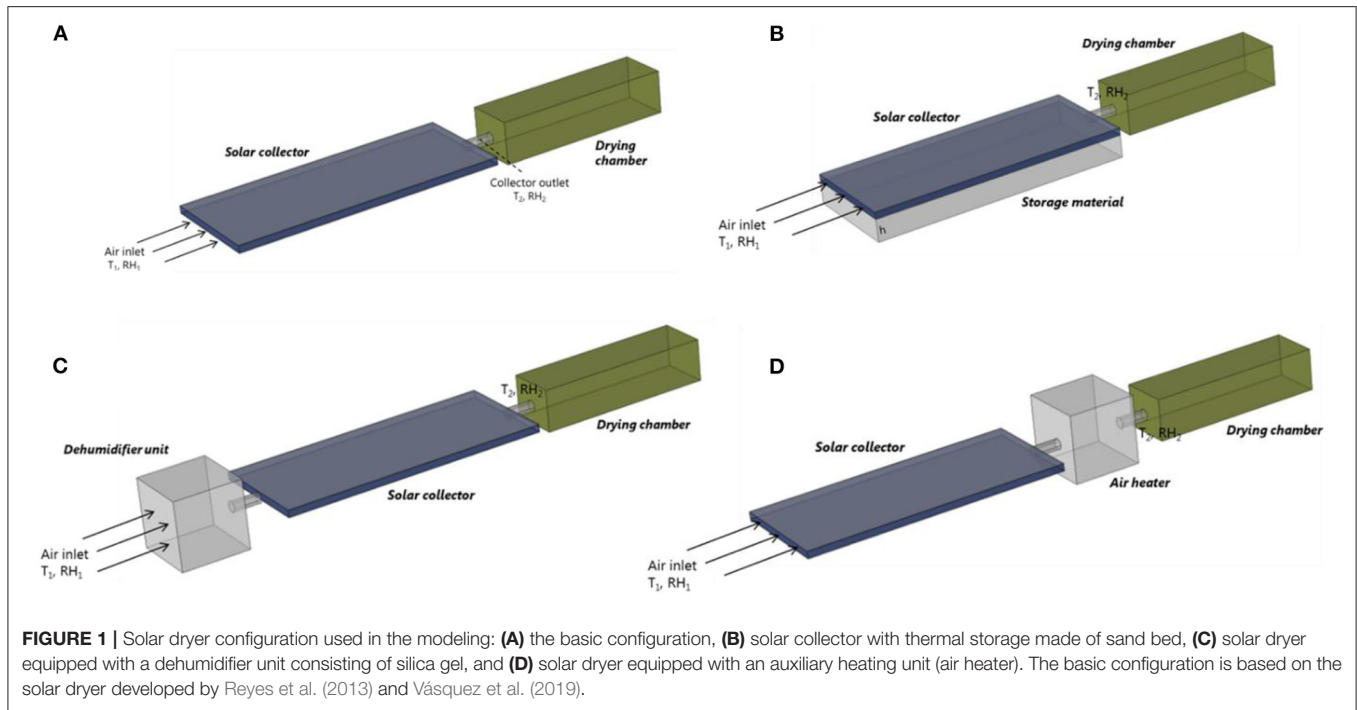 A
Solar collector
Drying
chamber
Collector outlet
T₂, RH₂
Air inlet
T₁, RH₁
B
Drying chamber
T₂, RH₂
Solar collector
Storage material
h
Air inlet
T₁, RH₁
C
T₂, RH₂
Drying chamber
Dehumidifier unit
Solar collector
Air inlet
T₁, RH₁
D
Solar collector
T₂, RH₂
Drying chamber
Air heater
Air inlet
T₁, RH₁
FIGURE 1 | Solar dryer configuration used in the modeling: (A) the basic configuration, (B) solar collector with thermal storage made of sand bed, (C) solar dryer
equipped with a dehumidifier unit consisting of silica gel, and (D) solar dryer equipped with an auxiliary heating unit (air heater). The basic configuration is based on the
solar dryer developed by Reyes et al. (2013) and Vásquez et al. (2019).